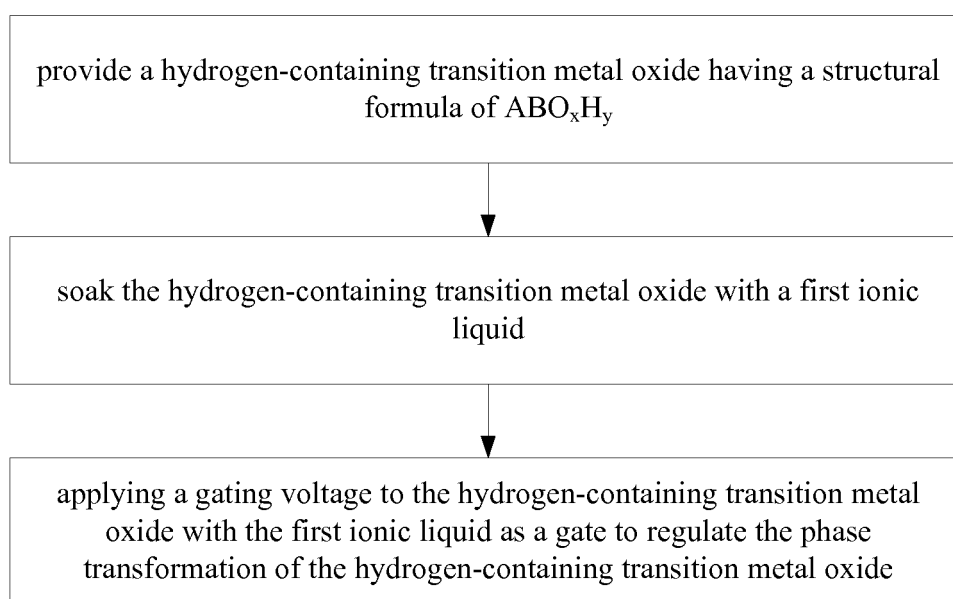 provide a hydrogen-containing transition metal oxide having a structural
formula of ABOₓHᵧ
soak the hydrogen-containing transition metal oxide with a first ionic
liquid
applying a gating voltage to the hydrogen-containing transition metal
oxide with the first ionic liquid as a gate to regulate the phase
transformation of the hydrogen-containing transition metal oxide